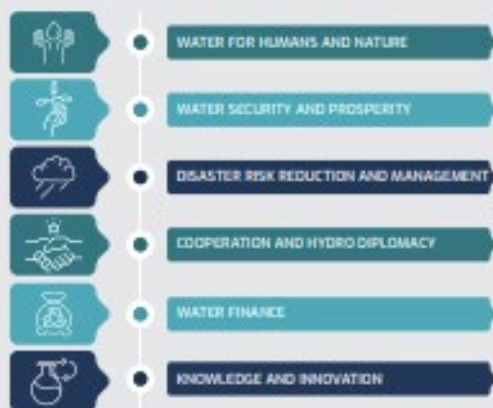 WATER FOR HUMANS AND NATURE
WATER SECURITY AND PROSPERITY
DISASTER RISK REDUCTION AND MANAGEMENT
COOPERATION AND HYDRO DIPLOMACY
WATER FINANCE
KNOWLEDGE AND INNOVATION